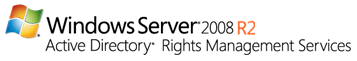 Windows Server® 2008 R2
Active Directory® Rights Management Services